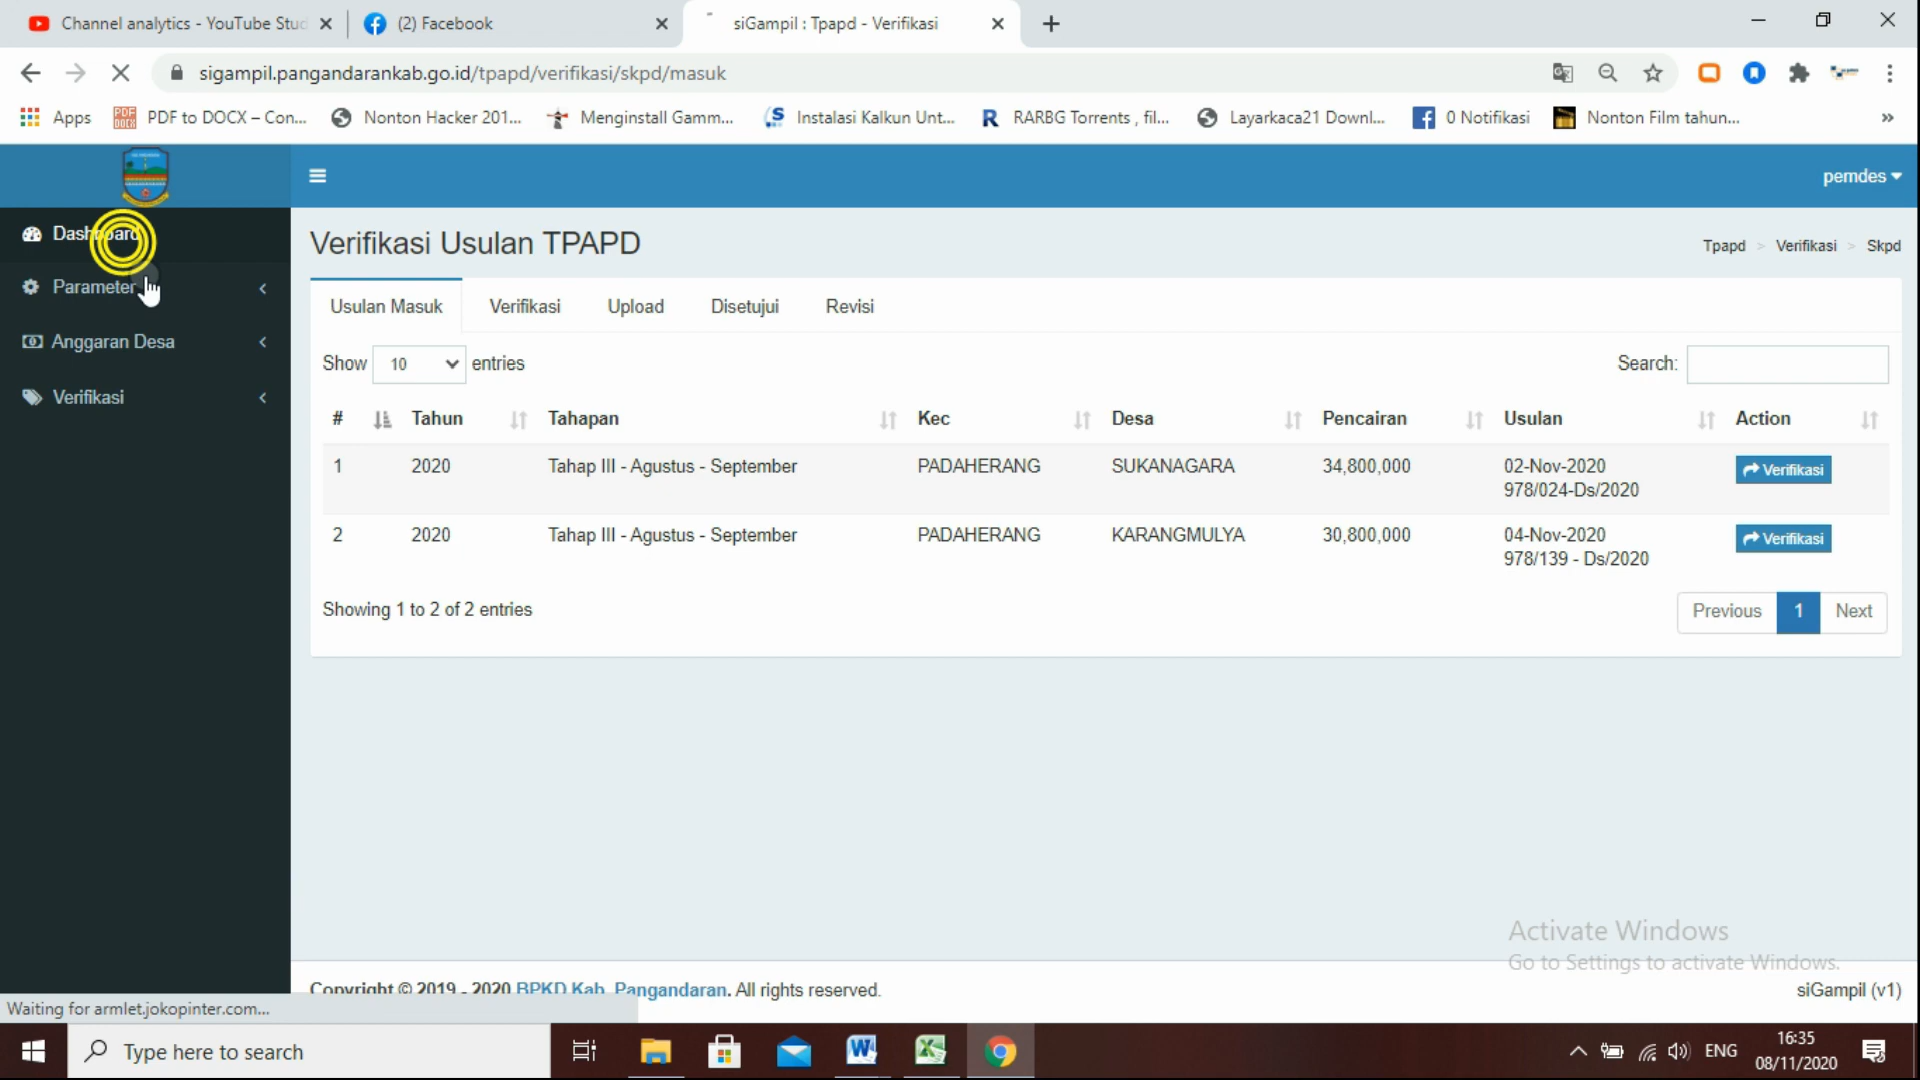 Channel analytics - YouTube Stud
(2) Facebook
siGampil : Tpapd - Verifikasi
sigampil.pangandarankab.go.id/tpapd/verifikasi/skpd/masuk
Apps
PDF to DOCX – Con...
Nonton Hacker 201...
Menginstall Gamm...
Instalasi Kalkun Unt...
RARBG Torrents , fil...
Layarkaca21 Downl...
0 Notifikasi
Nonton Film tahun...
»
pemdes
Dashboard
Parameter
Anggaran Desa
Verifikasi
Verifikasi Usulan TPAPD
Tpapd > Verifikasi > Skpd
Usulan Masuk Verifikasi Upload Disetujui Revisi
Show 10 entries
Search:
# Tahun Tahapan Kec Desa Pencairan Usulan Action
1 2020 Tahap III - Agustus - September PADAHERANG SUKANAGARA 34,800,000 02-Nov-2020 Verifikasi
978/024-Ds/2020
2 2020 Tahap III - Agustus - September PADAHERANG KARANGMULYA 30,800,000 04-Nov-2020 Verifikasi
978/139 - Ds/2020
Showing 1 to 2 of 2 entries
Previous 1 Next
Activate Windows
Go to Settings to activate Windows.
Copyright © 2019 - 2020 BPKD Kab. Pangandaran. All rights reserved.
siGampil (v1)
Waiting for armlet.jokopinter.com...
Type here to search
ENG
16:35
08/11/2020